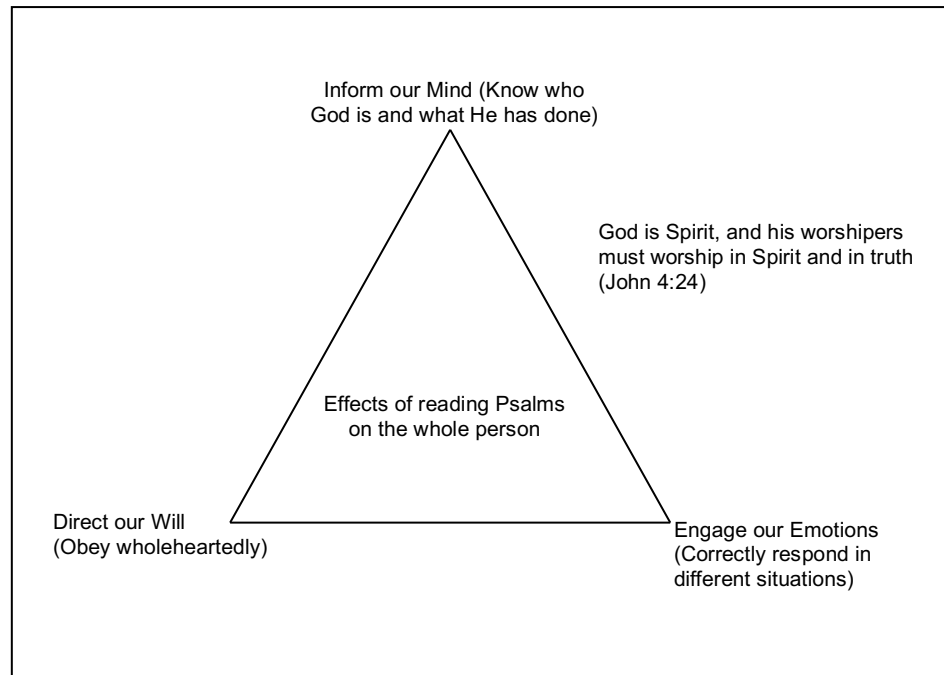 Inform our Mind (Know who
God is and what He has done)
God is Spirit, and his worshipers
must worship in Spirit and in truth
(John 4:24)
Effects of reading Psalms
on the whole person
Direct our Will
(Obey wholeheartedly)
Engage our Emotions
(Correctly respond in
different situations)